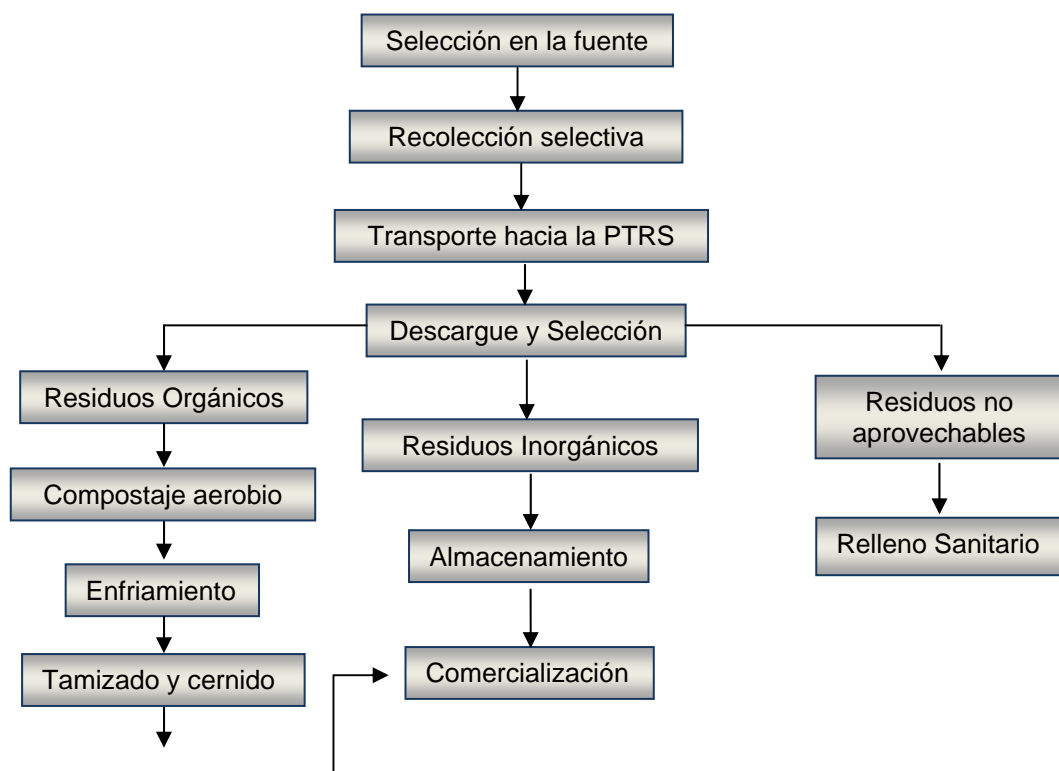 Selección en la fuente
Recolección selectiva
Transporte hacia la PTRS
Descargue y Selección
Residuos Orgánicos
Residuos Inorgánicos
Residuos no
aprovechables
Compostaje aerobio
Relleno Sanitario
Almacenamiento
Enfriamiento
Tamizado y cernido
Comercialización